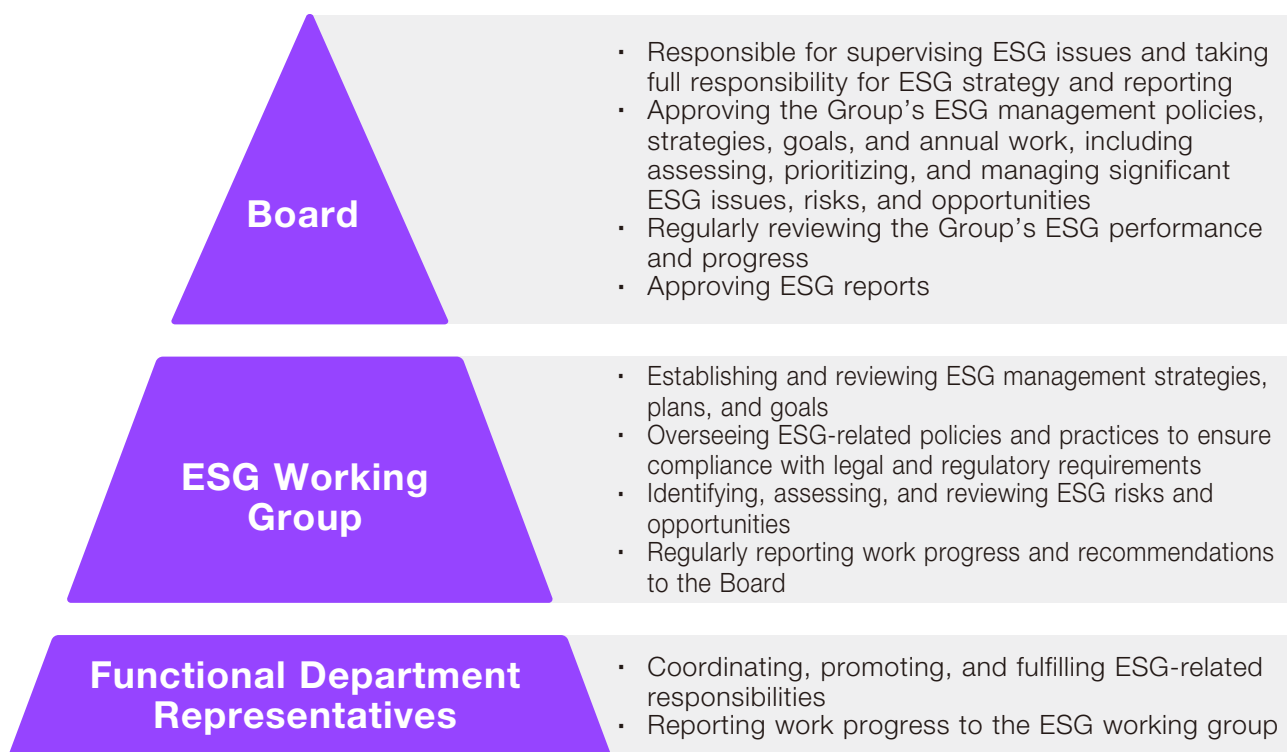 Board
· Responsible for supervising ESG issues and taking
full responsibility for ESG strategy and reporting
· Approving the Group’s ESG management policies,
strategies, goals, and annual work, including
assessing, prioritizing, and managing significant
ESG issues, risks, and opportunities
· Regularly reviewing the Group’s ESG performance
and progress
· Approving ESG reports
ESG Working
Group
· Establishing and reviewing ESG management strategies,
plans, and goals
· Overseeing ESG-related policies and practices to ensure
compliance with legal and regulatory requirements
· Identifying, assessing, and reviewing ESG risks and
opportunities
· Regularly reporting work progress and recommendations
to the Board
Functional Department
Representatives
· Coordinating, promoting, and fulfilling ESG-related
responsibilities
· Reporting work progress to the ESG working group